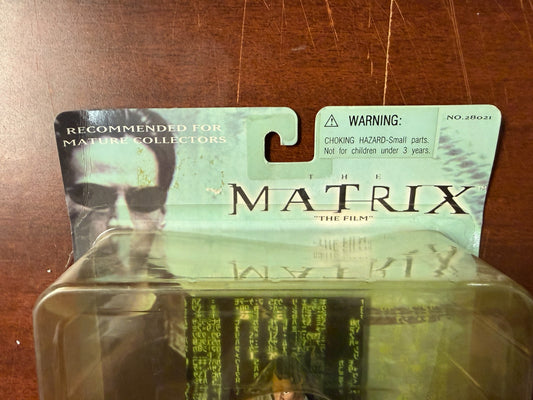 RECOMMENDED FOR
MATURE COLLECTORS
WARNING:
CHOKING HAZARD-Small parts.
Not for children under 3 years.
NO.28021
THE
MATRIX
"THE FILM"